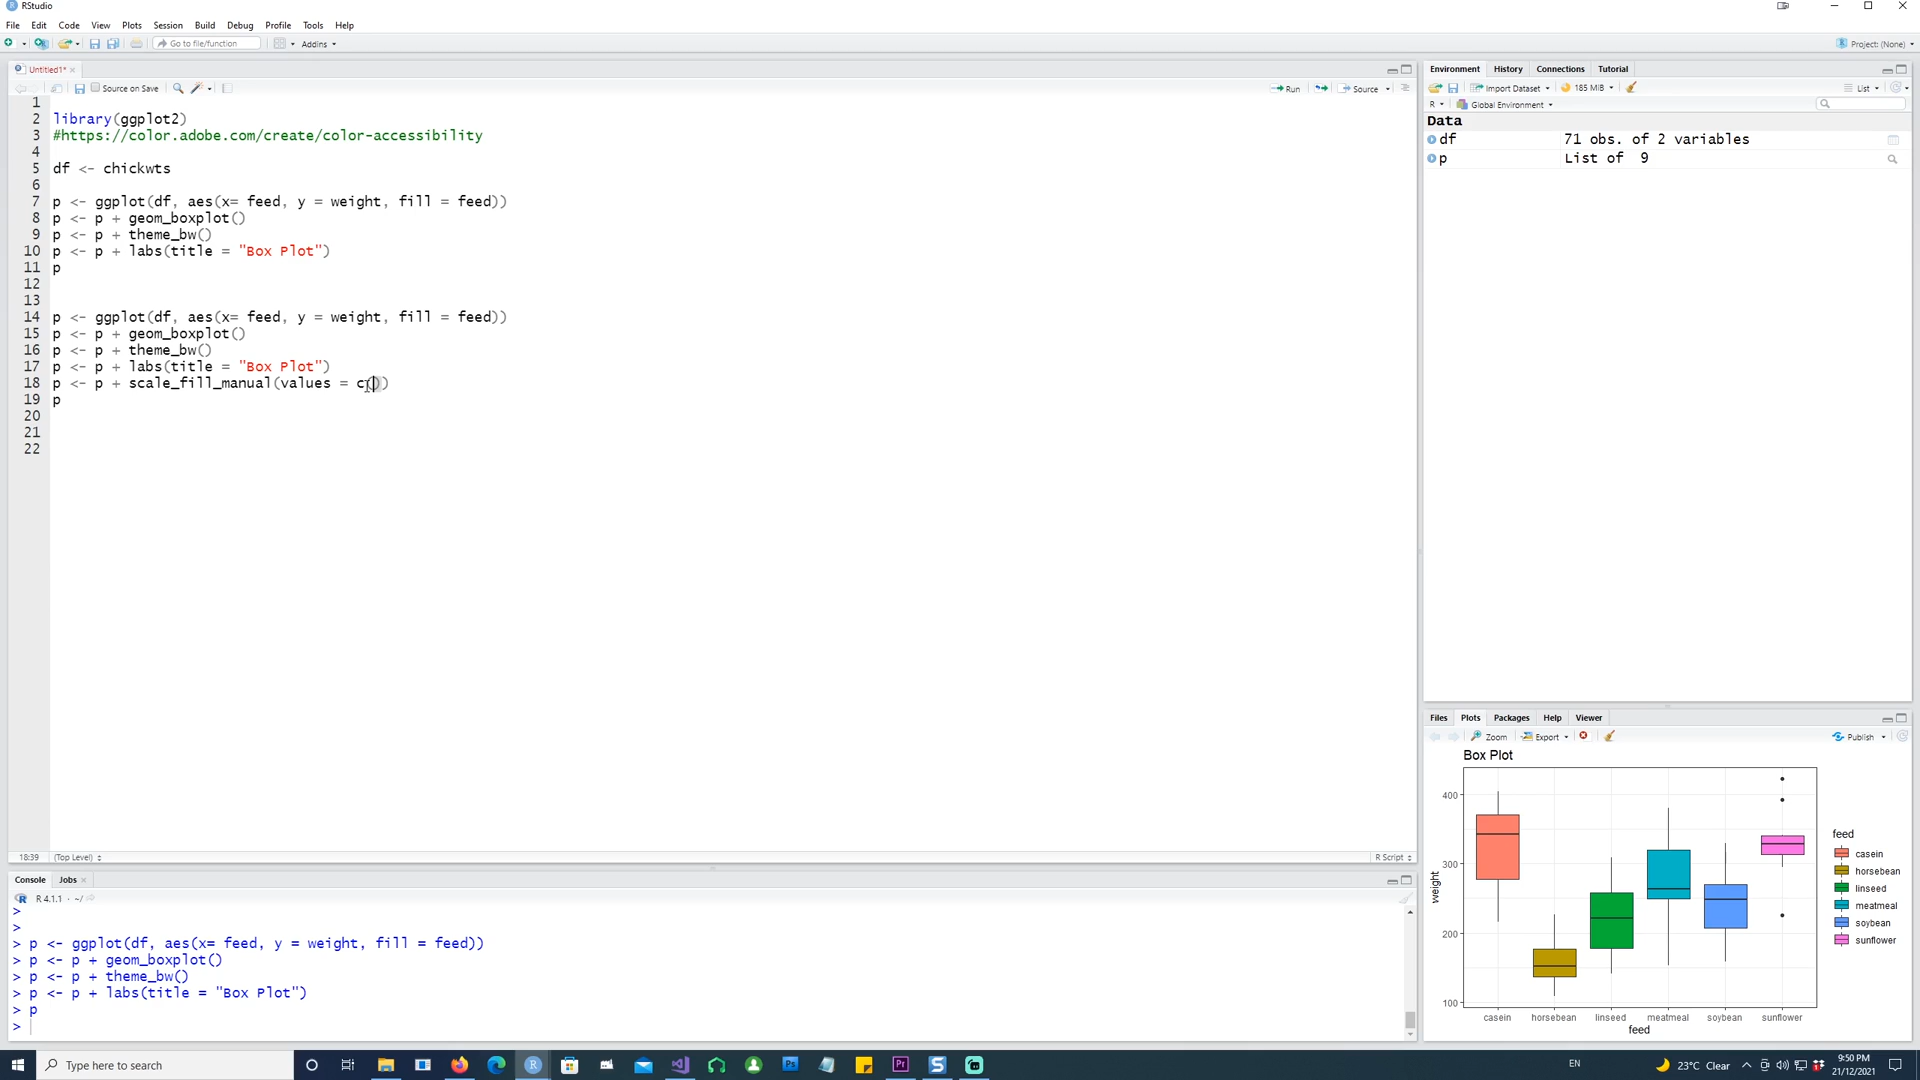 RStudio
File Edit Code View Plots Session Build Debug Profile Tools Help
Go to file/function Addins Project: (None)
Untitled1*
Source on Save Run Source
1
2 library(ggplot2)
3 #https://color.adobe.com/create/color-accessibility
4
5 df <- chickwts
6
7 p <- ggplot(df, aes(x= feed, y = weight, fill = feed))
8 p <- p + geom_boxplot()
9 p <- p + theme_bw()
10 p <- p + labs(title = "Box Plot")
11 p
12
13
14 p <- ggplot(df, aes(x= feed, y = weight, fill = feed))
15 p <- p + geom_boxplot()
16 p <- p + theme_bw()
17 p <- p + labs(title = "Box Plot")
18 p <- p + scale_fill_manual(values = c())
19 p
20
21
22
18:39 (Top Level) R Script
Console Jobs
R 4.1.1 · ~/
>
>
> p <- ggplot(df, aes(x= feed, y = weight, fill = feed))
> p <- p + geom_boxplot()
> p <- p + theme_bw()
> p <- p + labs(title = "Box Plot")
> p
>
Environment History Connections Tutorial
Import Dataset 185 MiB List
R Global Environment
Data
df 71 obs. of 2 variables
p List of 9
Files Plots Packages Help Viewer
Zoom Export Publish
Box Plot
400
300
200
100
weight
casein horsebean linseed meatmeal soybean sunflower
feed
feed
casein
horsebean
linseed
meatmeal
soybean
sunflower
Type here to search
EN
23°C Clear
9:50 PM
21/12/2021